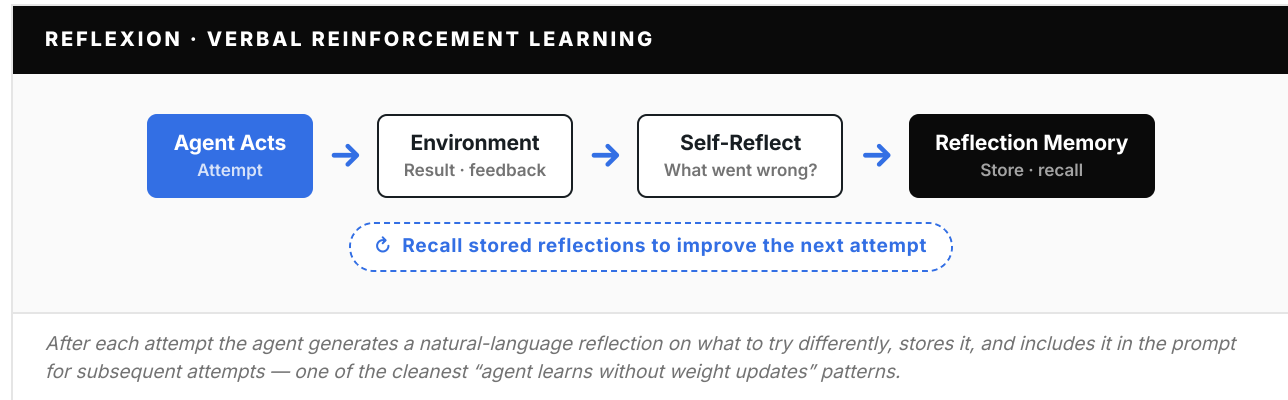 REFLEXION · VERBAL REINFORCEMENT LEARNING
Agent Acts
Attempt
Environment
Result · feedback
Self-Reflect
What went wrong?
Reflection Memory
Store · recall
↻ Recall stored reflections to improve the next attempt
After each attempt the agent generates a natural-language reflection on what to try differently, stores it, and includes it in the prompt
for subsequent attempts — one of the cleanest “agent learns without weight updates” patterns.